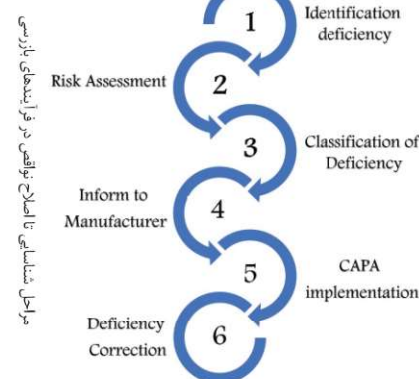 مراحل شناسایی تا اصلاح نواقص در فرآیندهای بازرسی
1
Identification
deficiency
Risk Assessment
2
3
Classification of
Deficiency
Inform to
Manufacturer
4
5
CAPA
implementation
Deficiency
Correction
6